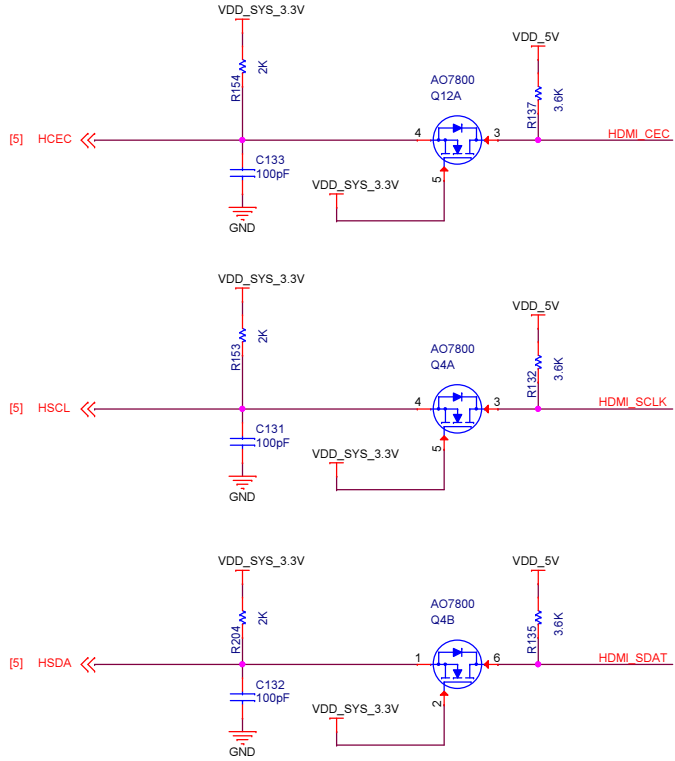 VDD_SYS_3.3V
R154
2K
VDD_5V
AO7800
Q12A
R137
3.6K
[5] HCEC
4
3
HDMI_CEC
C133
100pF
5
VDD_SYS_3.3V
GND
VDD_SYS_3.3V
R153
2K
VDD_5V
AO7800
Q4A
R132
3.6K
[5] HSCL
4
3
HDMI_SCLK
C131
100pF
5
VDD_SYS_3.3V
GND
VDD_SYS_3.3V
R204
2K
VDD_5V
AO7800
Q4B
R135
3.6K
[5] HSDA
1
6
HDMI_SDAT
C132
100pF
2
VDD_SYS_3.3V
GND